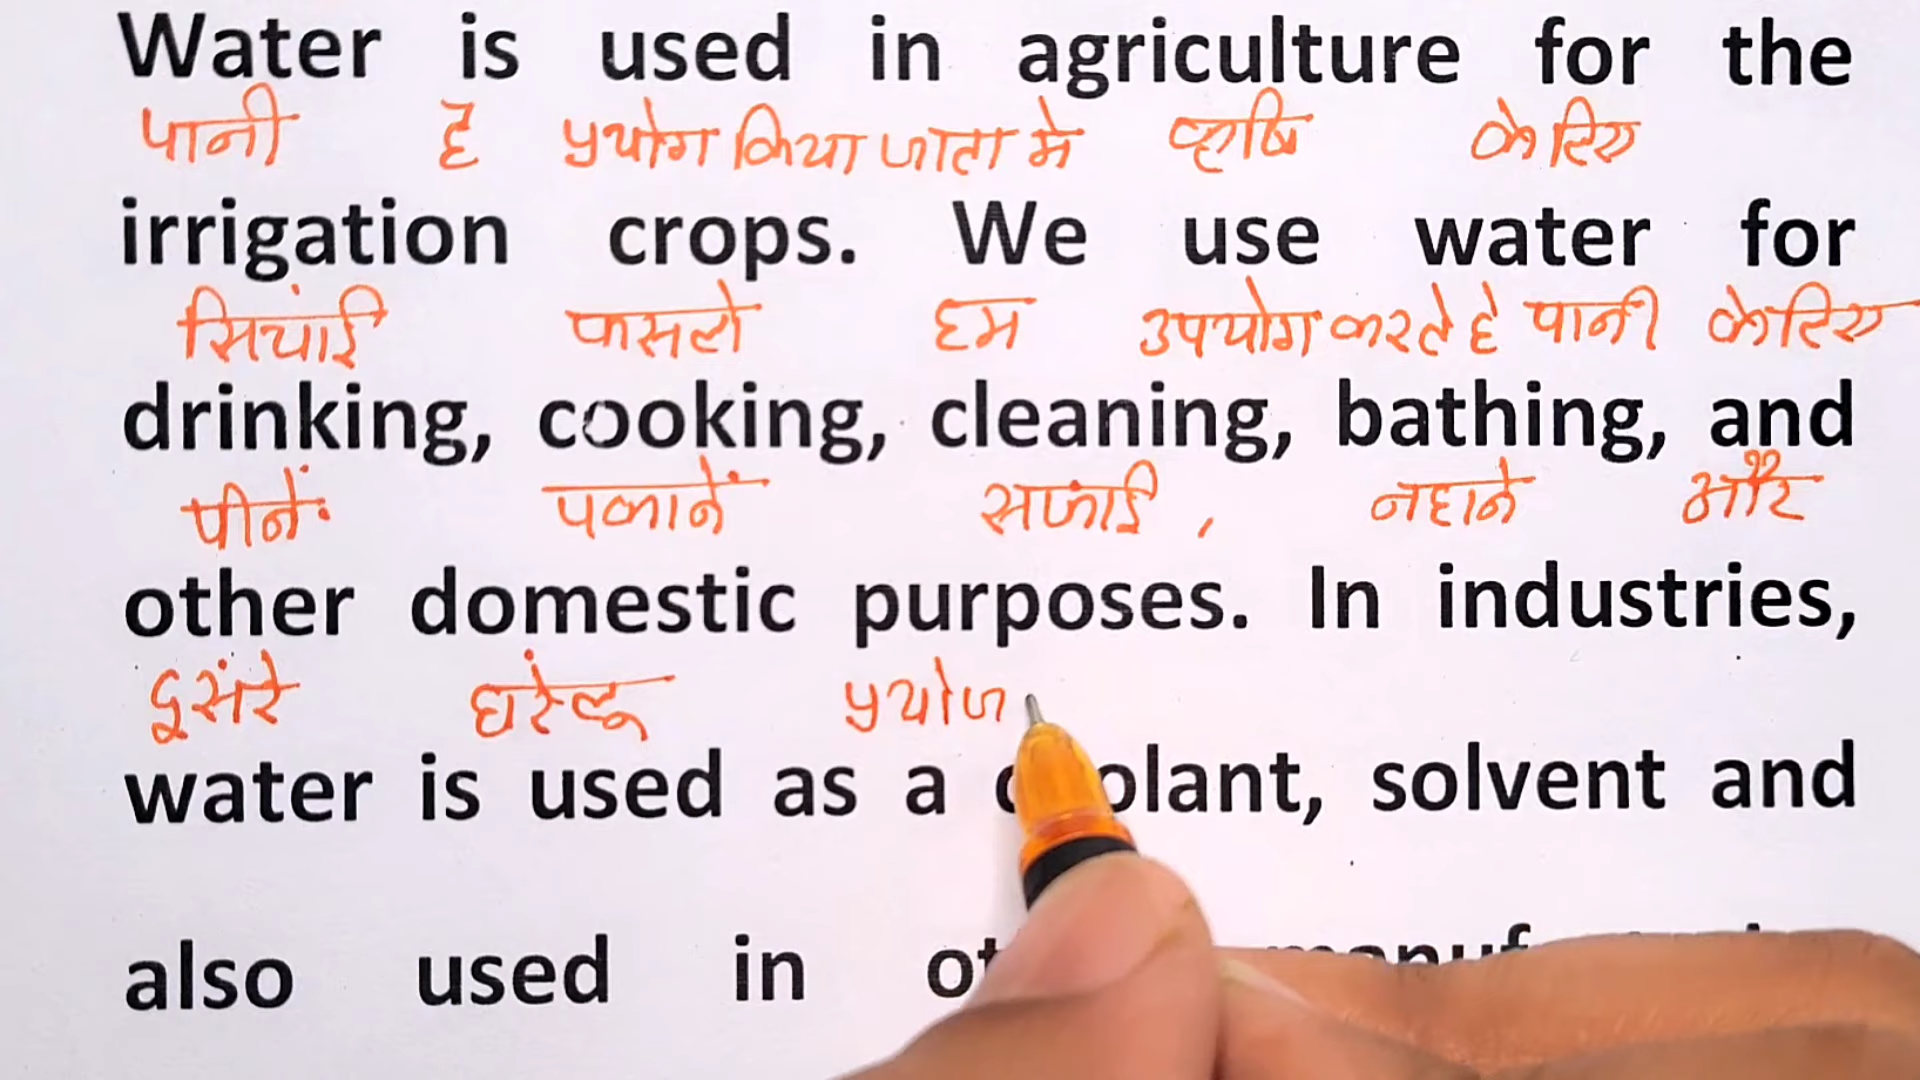 Water is used in agriculture for the
पानी है प्रयोग किया जाता मे कृषि के लिए
irrigation crops. We use water for
सिचांई फसलो हम उपयोग करते है पानी के लिए
drinking, cooking, cleaning, bathing, and
पीनें पकानें सफाई , नहाने और
other domestic purposes. In industries,
दूसंरे घरेंलू प्रयोज
water is used as a solvent and
also used in